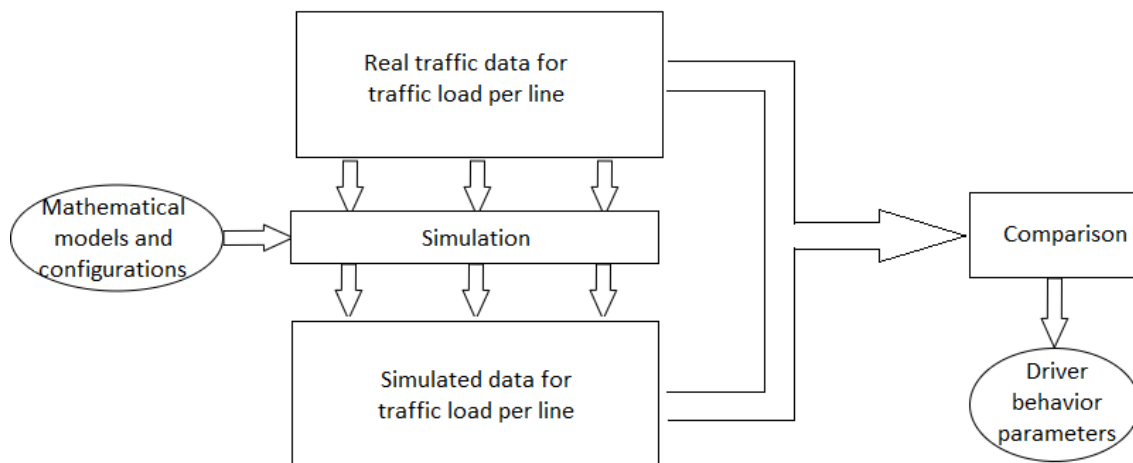 Real traffic data for
traffic load per line
Mathematical
models and
configurations
Simulation
Comparison
Simulated data for
traffic load per line
Driver
behavior
parameters